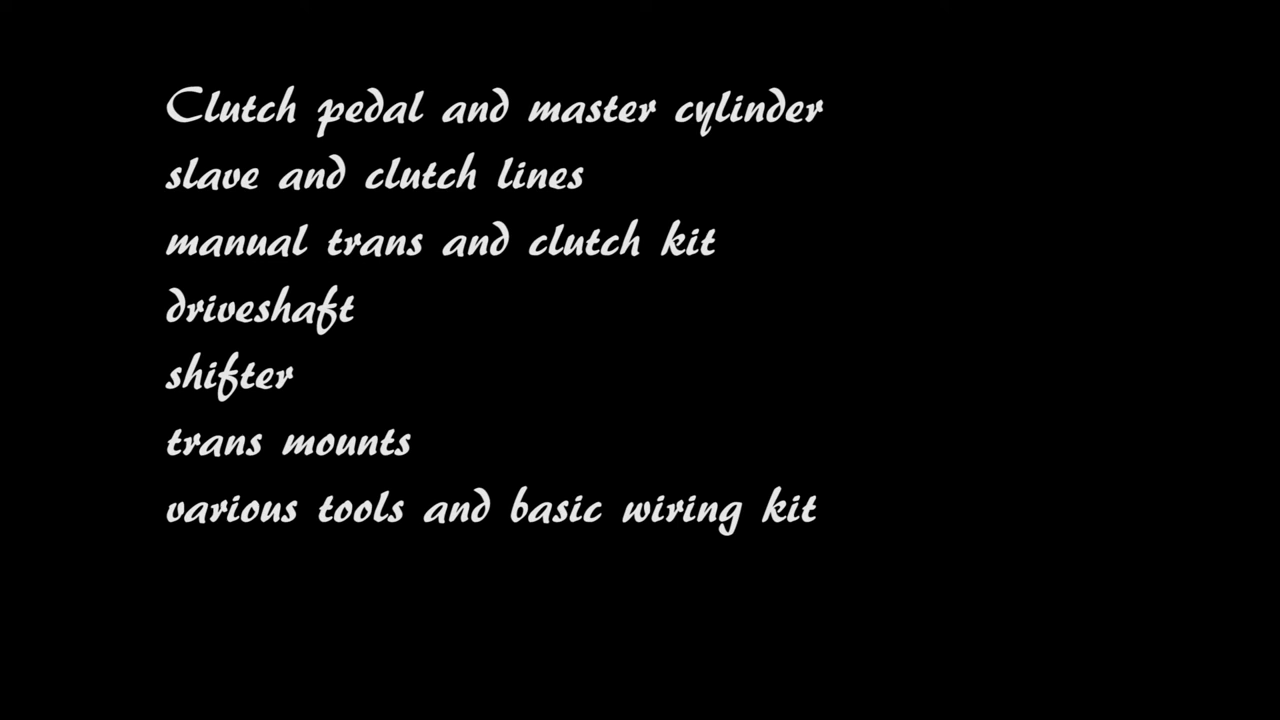 Clutch pedal and master cylinder
slave and clutch lines
manual trans and clutch kit
driveshaft
shifter
trans mounts
various tools and basic wiring kit